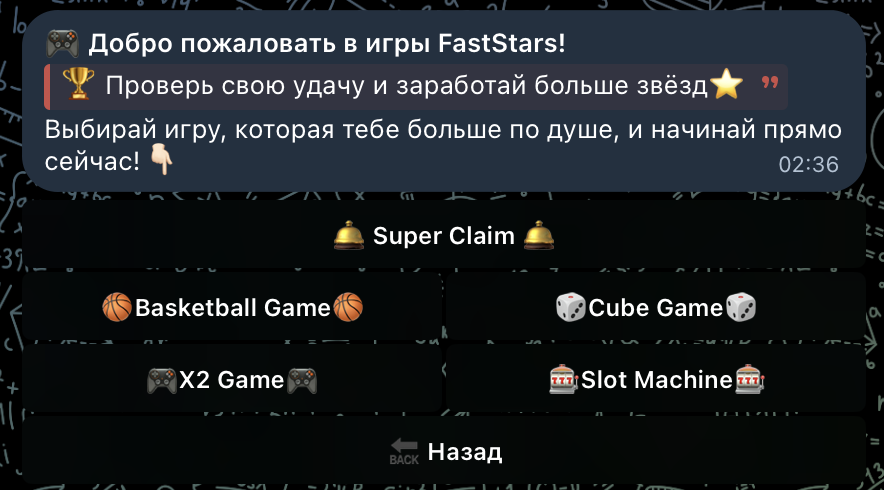 🎮 Добро пожаловать в игры FastStars!
🏆 Проверь свою удачу и заработай больше звёзд⭐
Выбирай игру, которая тебе больше по душе, и начинай прямо
сейчас! 👇🏻
02:36
🛎 Super Claim 🛎
🏀Basketball Game🏀
🎲Cube Game🎲
🎮X2 Game🎮
🎰Slot Machine🎰
🔙 Назад